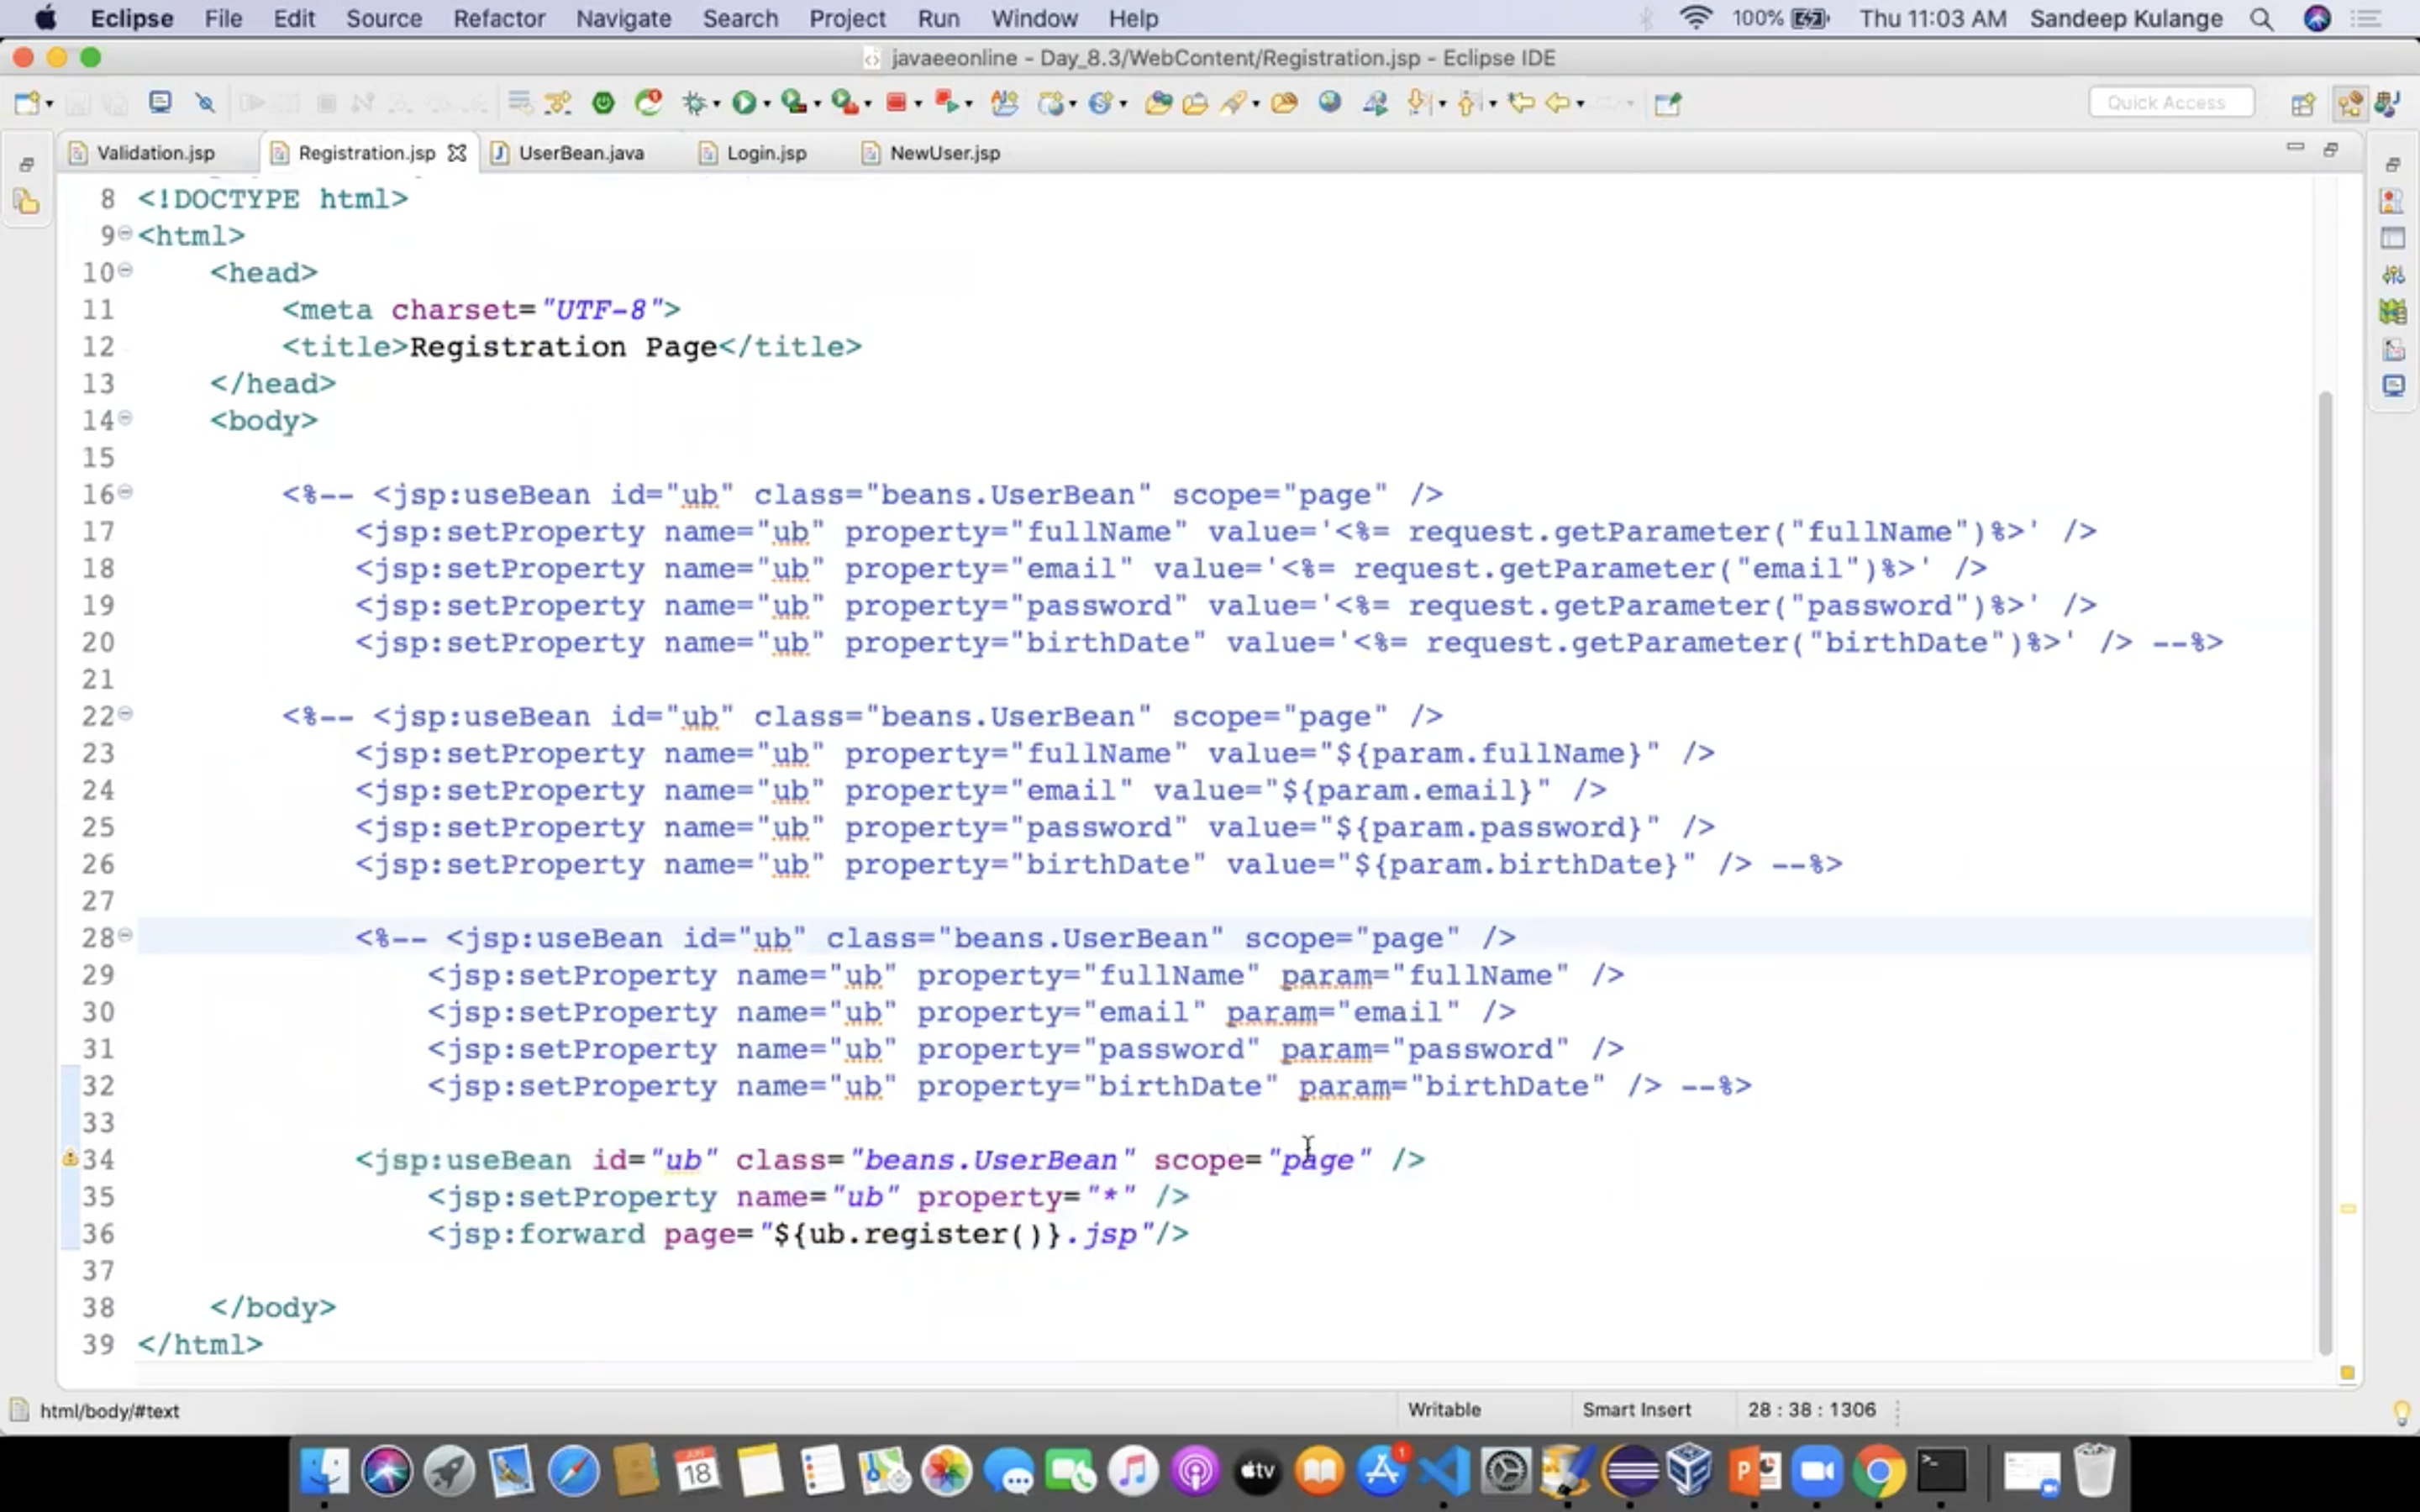 Eclipse File Edit Source Refactor Navigate Search Project Run Window Help 100% Thu 11:03 AM Sandeep Kulange
javaeeonline - Day_8.3/WebContent/Registration.jsp - Eclipse IDE
Quick Access
Validation.jsp Registration.jsp UserBean.java Login.jsp NewUser.jsp
8 <!DOCTYPE html>
9 <html>
10 <head>
11 <meta charset="UTF-8">
12 <title>Registration Page</title>
13 </head>
14 <body>
15
16 <%-- <jsp:useBean id="ub" class="beans.UserBean" scope="page" />
17 <jsp:setProperty name="ub" property="fullName" value='<%= request.getParameter("fullName")%>' />
18 <jsp:setProperty name="ub" property="email" value='<%= request.getParameter("email")%>' />
19 <jsp:setProperty name="ub" property="password" value='<%= request.getParameter("password")%>' />
20 <jsp:setProperty name="ub" property="birthDate" value='<%= request.getParameter("birthDate")%>' /> --%>
21
22 <%-- <jsp:useBean id="ub" class="beans.UserBean" scope="page" />
23 <jsp:setProperty name="ub" property="fullName" value="${param.fullName}" />
24 <jsp:setProperty name="ub" property="email" value="${param.email}" />
25 <jsp:setProperty name="ub" property="password" value="${param.password}" />
26 <jsp:setProperty name="ub" property="birthDate" value="${param.birthDate}" /> --%>
27
28 <%-- <jsp:useBean id="ub" class="beans.UserBean" scope="page" />
29 <jsp:setProperty name="ub" property="fullName" param="fullName" />
30 <jsp:setProperty name="ub" property="email" param="email" />
31 <jsp:setProperty name="ub" property="password" param="password" />
32 <jsp:setProperty name="ub" property="birthDate" param="birthDate" /> --%>
33
34 <jsp:useBean id="ub" class="beans.UserBean" scope="page" />
35 <jsp:setProperty name="ub" property="*" />
36 <jsp:forward page="${ub.register()}.jsp"/>
37
38 </body>
39 </html>
html/body/#text Writable Smart Insert 28 : 38 : 1306
JUN
18
tv
1
P
>_